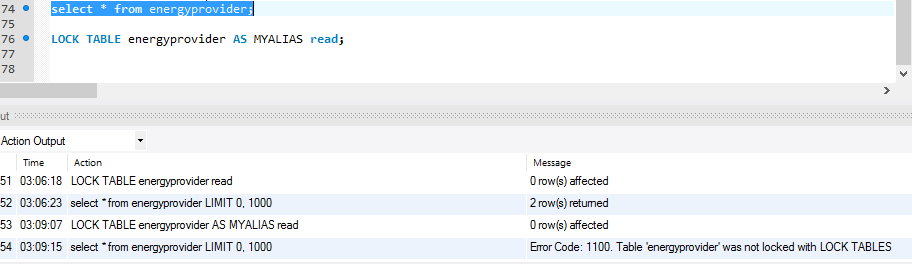 74 select * from energyprovider;
75
76 LOCK TABLE energyprovider AS MYALIAS read;
77
78
ut
Action Output
Time Action Message
51 03:06:18 LOCK TABLE energyprovider read 0 row(s) affected
52 03:06:23 select * from energyprovider LIMIT 0, 1000 2 row(s) returned
53 03:09:07 LOCK TABLE energyprovider AS MYALIAS read 0 row(s) affected
54 03:09:15 select * from energyprovider LIMIT 0, 1000 Error Code: 1100. Table 'energyprovider' was not locked with LOCK TABLES